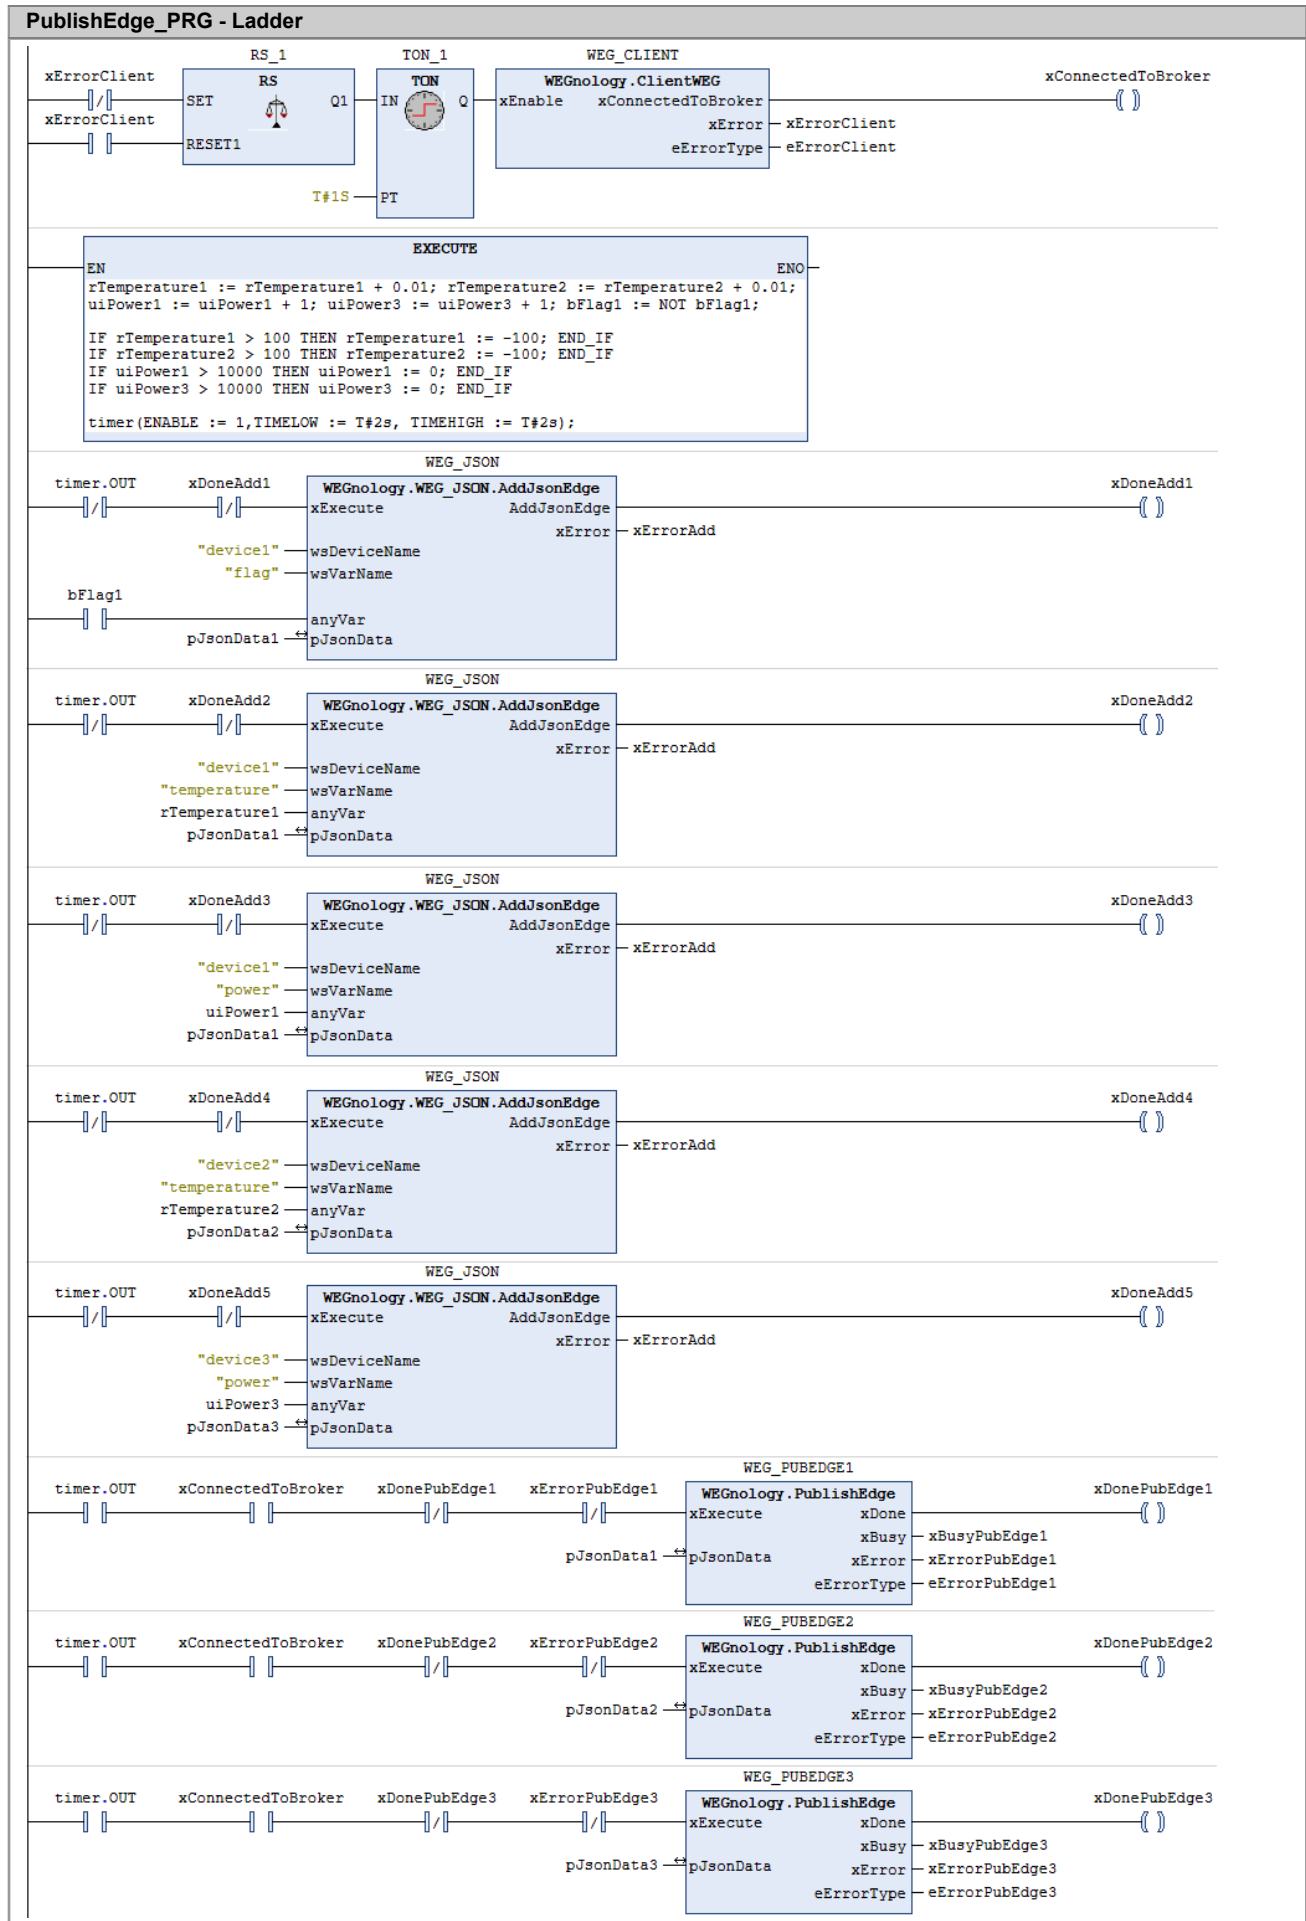 PublishEdge_PRG - Ladder
RS_1 TON_1 WEG_CLIENT
xErrorClient RS TON WEGnology.ClientWEG xConnectedToBroker
SET Q1 IN Q xEnable xConnectedToBroker
xErrorClient xError xErrorClient
RESET1 eErrorType eErrorClient
T#1S PT
EXECUTE
EN ENO
rTemperature1 := rTemperature1 + 0.01; rTemperature2 := rTemperature2 + 0.01;
uiPower1 := uiPower1 + 1; uiPower3 := uiPower3 + 1; bFlag1 := NOT bFlag1;
IF rTemperature1 > 100 THEN rTemperature1 := -100; END_IF
IF rTemperature2 > 100 THEN rTemperature2 := -100; END_IF
IF uiPower1 > 10000 THEN uiPower1 := 0; END_IF
IF uiPower3 > 10000 THEN uiPower3 := 0; END_IF
timer(ENABLE := 1,TIMELOW := T#2s, TIMEHIGH := T#2s);
WEG_JSON
timer.OUT xDoneAdd1 WEGnology.WEG_JSON.AddJsonEdge xDoneAdd1
xExecute AddJsonEdge
xError xErrorAdd
"device1" wsDeviceName
"flag" wsVarName
bFlag1
anyVar
pJsonData1 pJsonData
WEG_JSON
timer.OUT xDoneAdd2 WEGnology.WEG_JSON.AddJsonEdge xDoneAdd2
xExecute AddJsonEdge
xError xErrorAdd
"device1" wsDeviceName
"temperature" wsVarName
rTemperature1 anyVar
pJsonData1 pJsonData
WEG_JSON
timer.OUT xDoneAdd3 WEGnology.WEG_JSON.AddJsonEdge xDoneAdd3
xExecute AddJsonEdge
xError xErrorAdd
"device1" wsDeviceName
"power" wsVarName
uiPower1 anyVar
pJsonData1 pJsonData
WEG_JSON
timer.OUT xDoneAdd4 WEGnology.WEG_JSON.AddJsonEdge xDoneAdd4
xExecute AddJsonEdge
xError xErrorAdd
"device2" wsDeviceName
"temperature" wsVarName
rTemperature2 anyVar
pJsonData2 pJsonData
WEG_JSON
timer.OUT xDoneAdd5 WEGnology.WEG_JSON.AddJsonEdge xDoneAdd5
xExecute AddJsonEdge
xError xErrorAdd
"device3" wsDeviceName
"power" wsVarName
uiPower3 anyVar
pJsonData3 pJsonData
WEG_PUBEDGE1
timer.OUT xConnectedToBroker xDonePubEdge1 xErrorPubEdge1 WEGnology.PublishEdge xDonePubEdge1
xExecute xDone
xBusy xBusyPubEdge1
pJsonData1 pJsonData xError xErrorPubEdge1
eErrorType eErrorPubEdge1
WEG_PUBEDGE2
timer.OUT xConnectedToBroker xDonePubEdge2 xErrorPubEdge2 WEGnology.PublishEdge xDonePubEdge2
xExecute xDone
xBusy xBusyPubEdge2
pJsonData2 pJsonData xError xErrorPubEdge2
eErrorType eErrorPubEdge2
WEG_PUBEDGE3
timer.OUT xConnectedToBroker xDonePubEdge3 xErrorPubEdge3 WEGnology.PublishEdge xDonePubEdge3
xExecute xDone
xBusy xBusyPubEdge3
pJsonData3 pJsonData xError xErrorPubEdge3
eErrorType eErrorPubEdge3